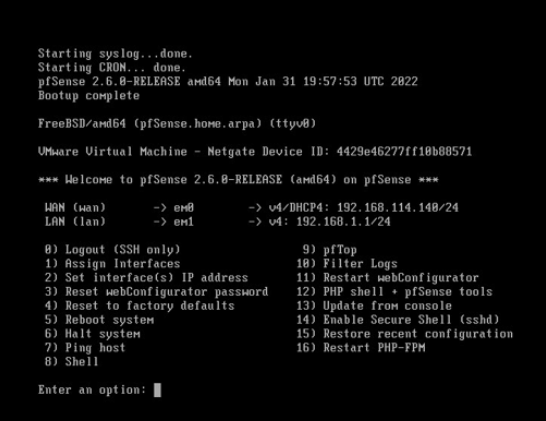 Starting syslog...done.
Starting CRON... done.
pfSense 2.6.0-RELEASE amd64 Mon Jan 31 19:57:53 UTC 2022
Bootup complete
FreeBSD/amd64 (pfSense.home.arpa) (ttyv0)
VMware Virtual Machine - Netgate Device ID: 4429e46277ff10b88571
*** Welcome to pfSense 2.6.0-RELEASE (amd64) on pfSense ***
WAN (wan) -> em0 -> v4/DHCP4: 192.168.114.140/24
LAN (lan) -> em1 -> v4: 192.168.1.1/24
0) Logout (SSH only) 9) pfTop
1) Assign Interfaces 10) Filter Logs
2) Set interface(s) IP address 11) Restart webConfigurator
3) Reset webConfigurator password 12) PHP shell + pfSense tools
4) Reset to factory defaults 13) Update from console
5) Reboot system 14) Enable Secure Shell (sshd)
6) Halt system 15) Restore recent configuration
7) Ping host 16) Restart PHP-FPM
8) Shell
Enter an option: